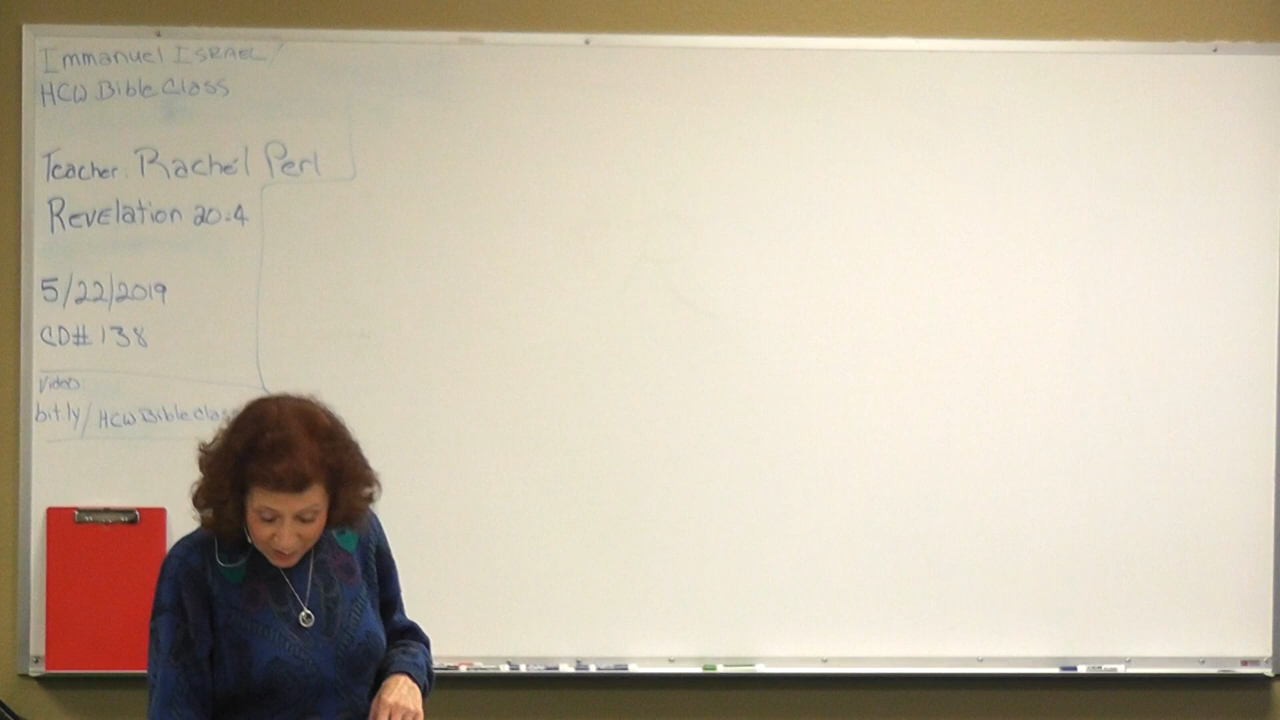 Immanuel ISRAEL/
HCW Bible Class
Teacher: Rachel Perl
Revelation 20:4
5/22/2019
CD# 138
Video:
bit.ly/HCWBibleClass